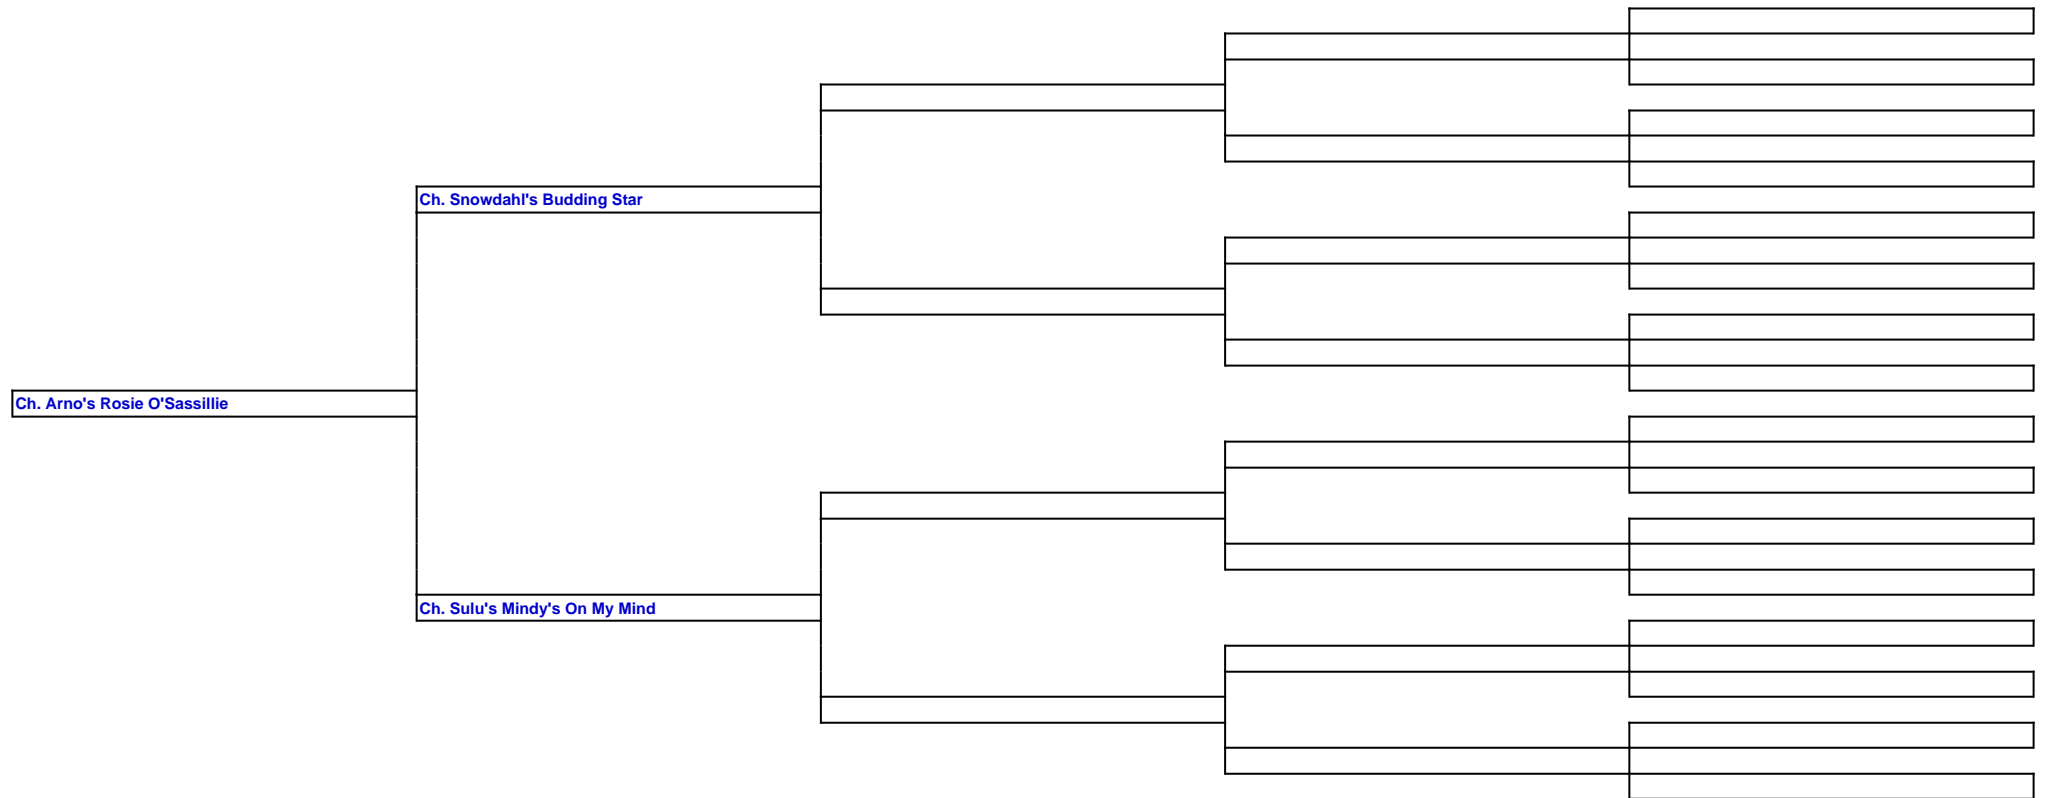 Ch. Snowdahl's Budding Star
Ch. Arno's Rosie O'Sassillie
Ch. Sulu's Mindy's On My Mind